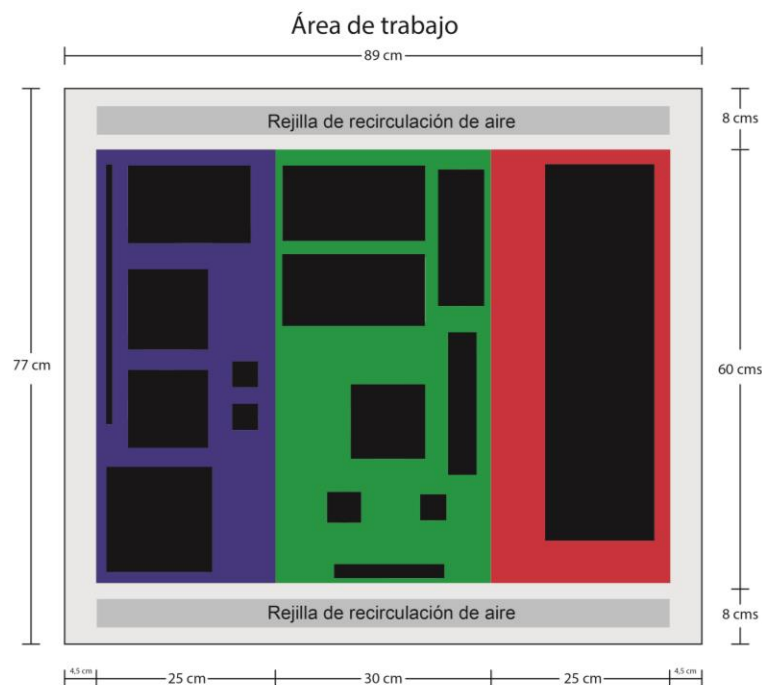 Área de trabajo
89 cm
Rejilla de recirculación de aire
8 cms
77 cm
60 cms
Rejilla de recirculación de aire
8 cms
4,5 cm
25 cm
30 cm
25 cm
4,5 cm